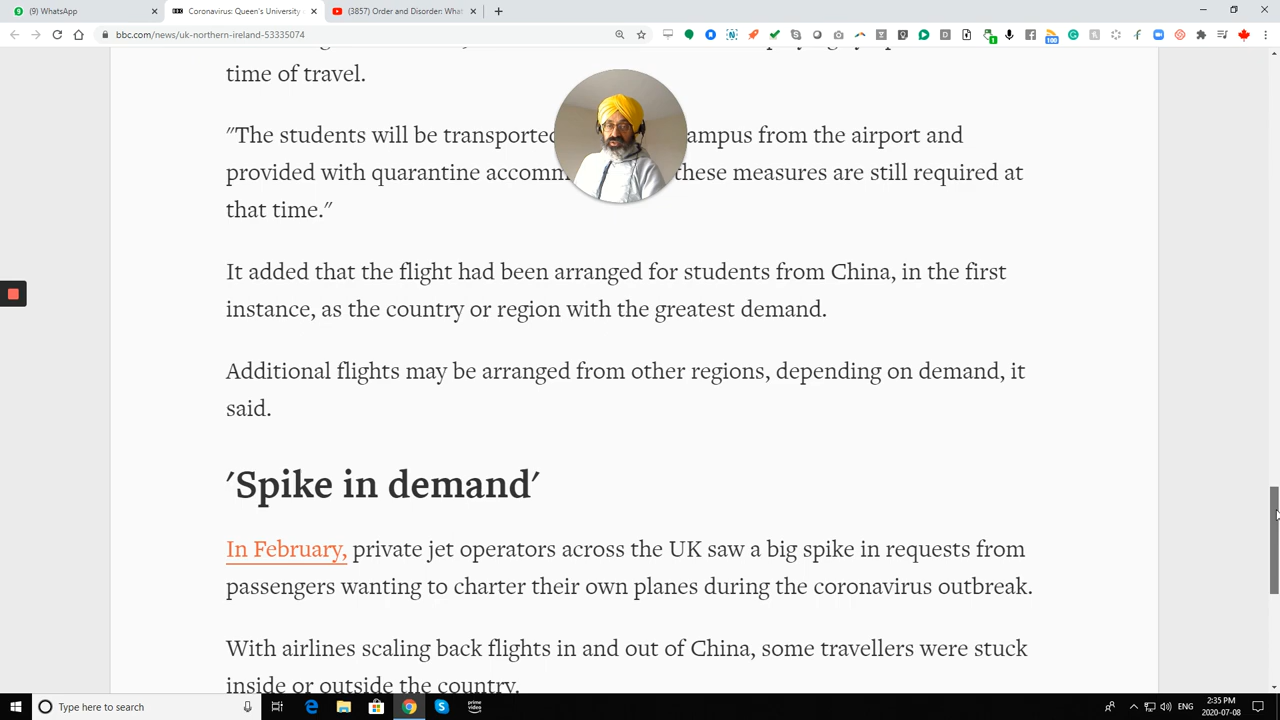 (9) WhatsApp
Coronavirus: Queen's University
(3857) Order and Disorder: Wha
bbc.com/news/uk-northern-ireland-53335074
100
1
time of travel.
"The students will be transported ampus from the airport and
provided with quarantine these measures are still required at
that time."
It added that the flight had been arranged for students from China, in the first
instance, as the country or region with the greatest demand.
Additional flights may be arranged from other regions, depending on demand, it
said.
'Spike in demand'
In February, private jet operators across the UK saw a big spike in requests from
passengers wanting to charter their own planes during the coronavirus outbreak.
With airlines scaling back flights in and out of China, some travellers were stuck
inside or outside the country.
Type here to search
prime video
ENG
2:35 PM
2020-07-08